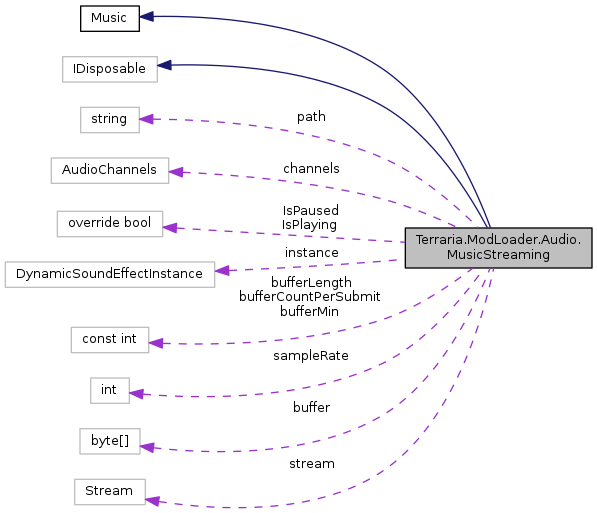 Music
IDisposable
string
path
AudioChannels
channels
override bool
IsPaused
IsPlaying
Terraria.ModLoader.Audio.
MusicStreaming
DynamicSoundEffectInstance
instance
bufferLength
bufferCountPerSubmit
bufferMin
const int
sampleRate
int
buffer
byte[]
stream
Stream